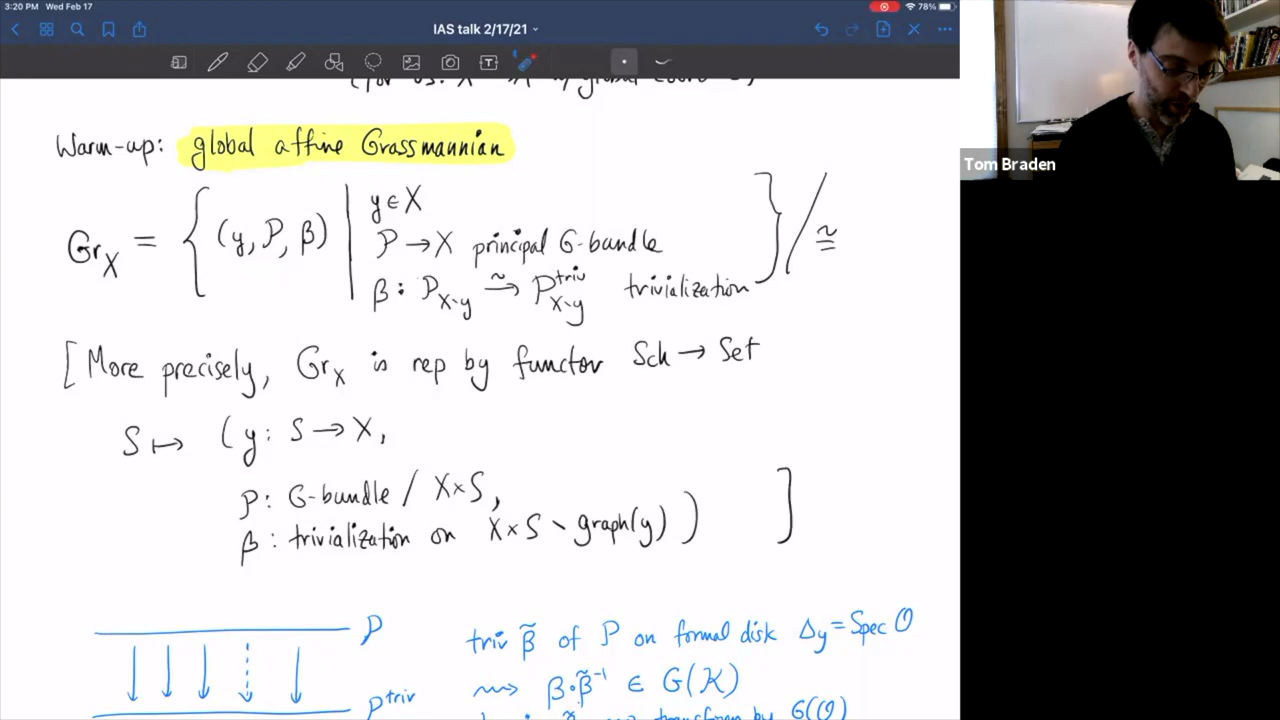 3:20 PM Wed Feb 17
78%
IAS talk 2/17/21
Warm-up: global affine Grassmannian
Gr_X = { (y, P, β) | y ∈ X
P → X principal G-bundle
β : P_{X∖y} ≅→ P^{triv}_{X∖y} trivialization } / ≅
[More precisely, Gr_X is rep by functor Sch → Set
S ↦ ( y: S → X,
P: G-bundle / X×S,
β : trivialization on X×S ∖ graph(y) ) ]
P
P^{triv}
triv β̃ of P on formal disk Δ_y = Spec O
⇝ β∘β̃^{-1} ∈ G(K)
transform by G(O)
Tom Braden